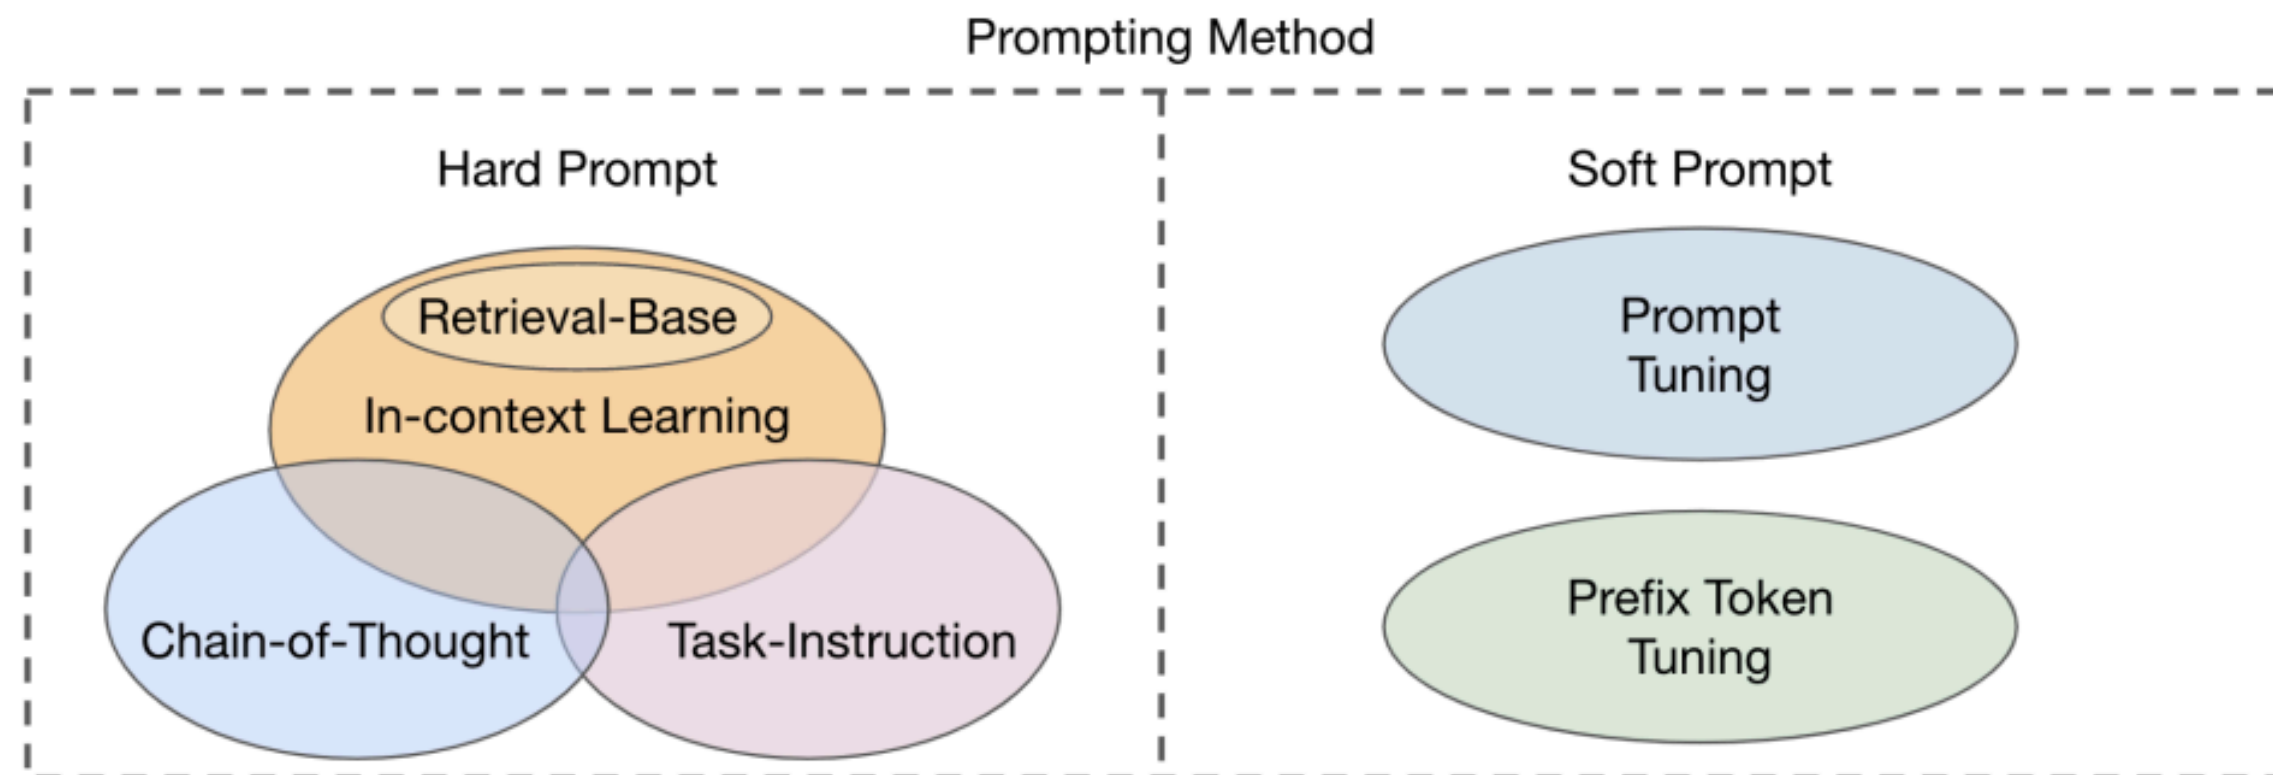 Prompting Method
Hard Prompt
Retrieval-Base
In-context Learning
Chain-of-Thought
Task-Instruction
Soft Prompt
Prompt
Tuning
Prefix Token
Tuning